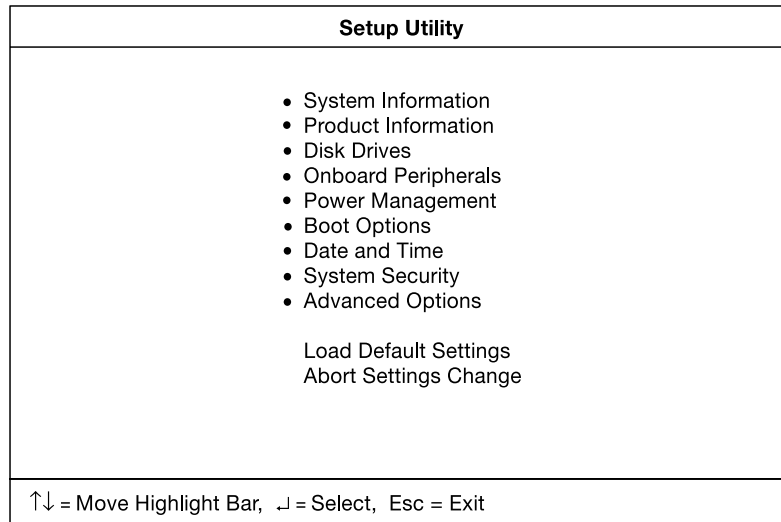 Setup Utility
• System Information
• Product Information
• Disk Drives
• Onboard Peripherals
• Power Management
• Boot Options
• Date and Time
• System Security
• Advanced Options
Load Default Settings
Abort Settings Change
↑↓ = Move Highlight Bar, ↵ = Select, Esc = Exit